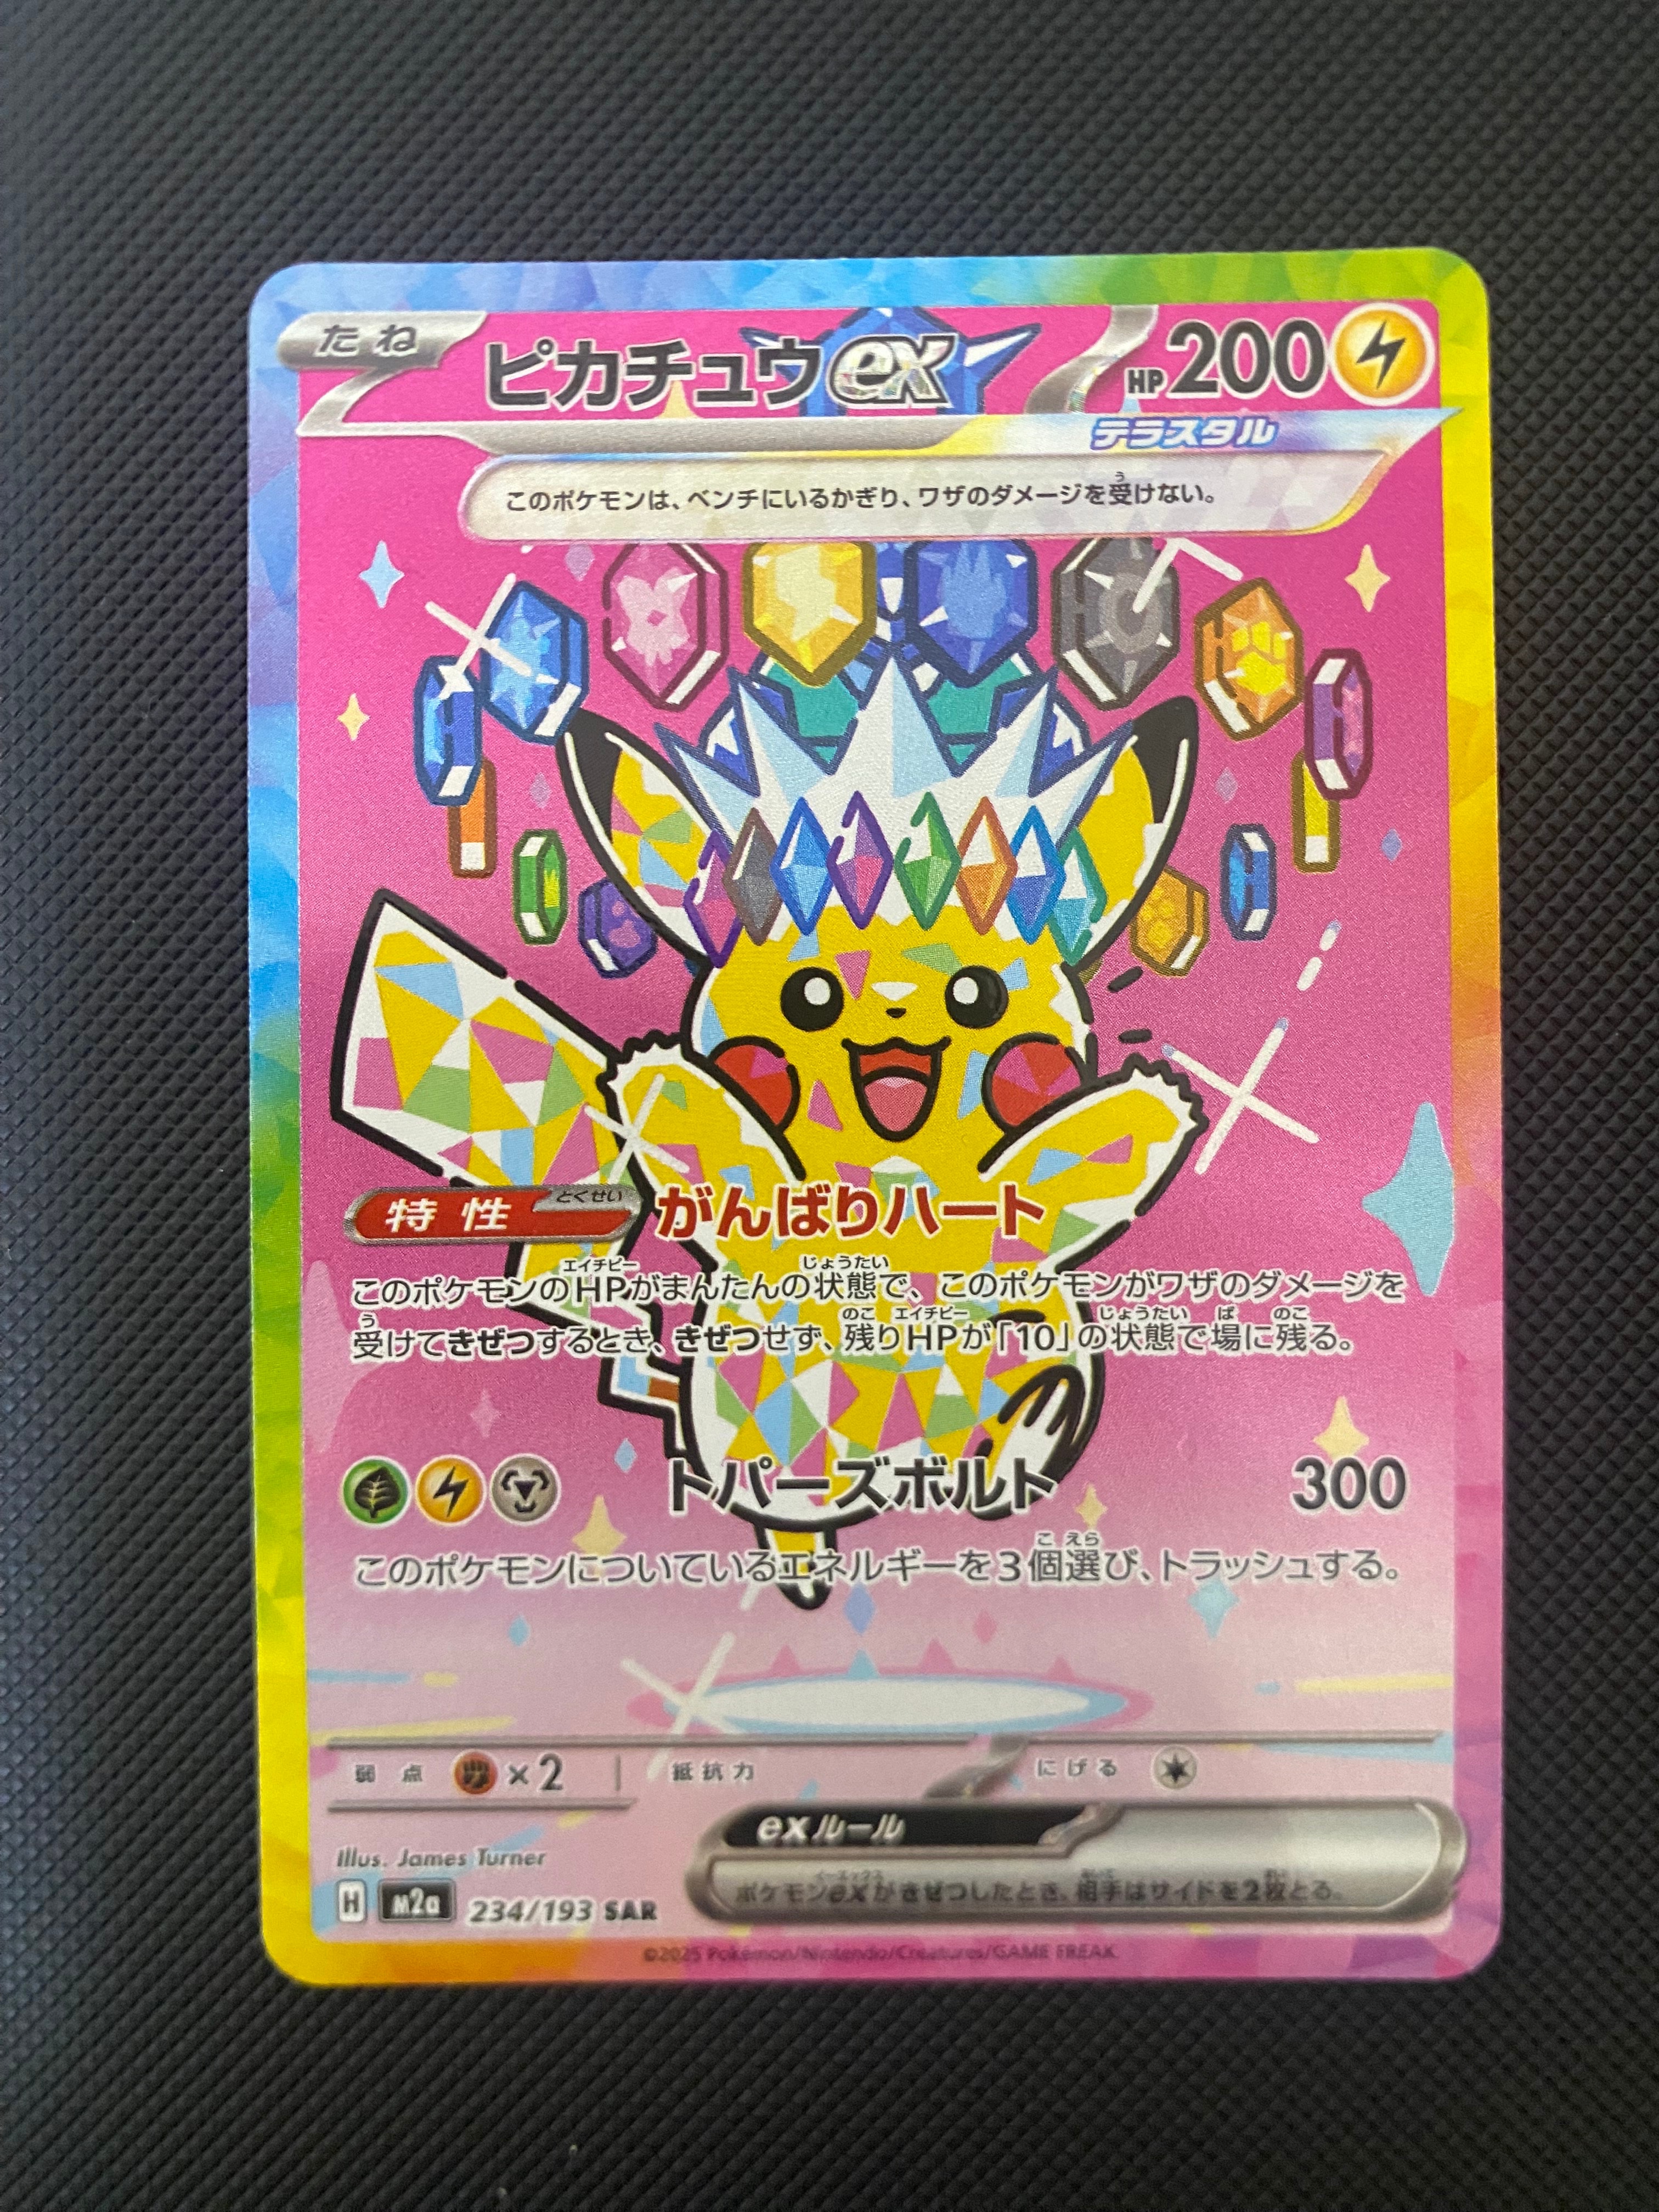 たね ピカチュウex HP200
テラスタル
このポケモンは、ベンチにいるかぎり、ワザのダメージを受けない。
特性 がんばりハート
このポケモンのHPがまんたんの状態で、このポケモンがワザのダメージを
受けてきぜつするとき、きぜつせず、残りHPが「10」の状態で場に残る。
トパーズボルト 300
このポケモンについているエネルギーを3個選び、トラッシュする。
弱点 ×2 抵抗力 にげる
exルール
ポケモンexがきぜつしたとき、相手はサイドを2枚とる。
Illus. James Turner
H M2a 234/193 SAR
©2025 Pokémon/Nintendo/Creatures/GAME FREAK